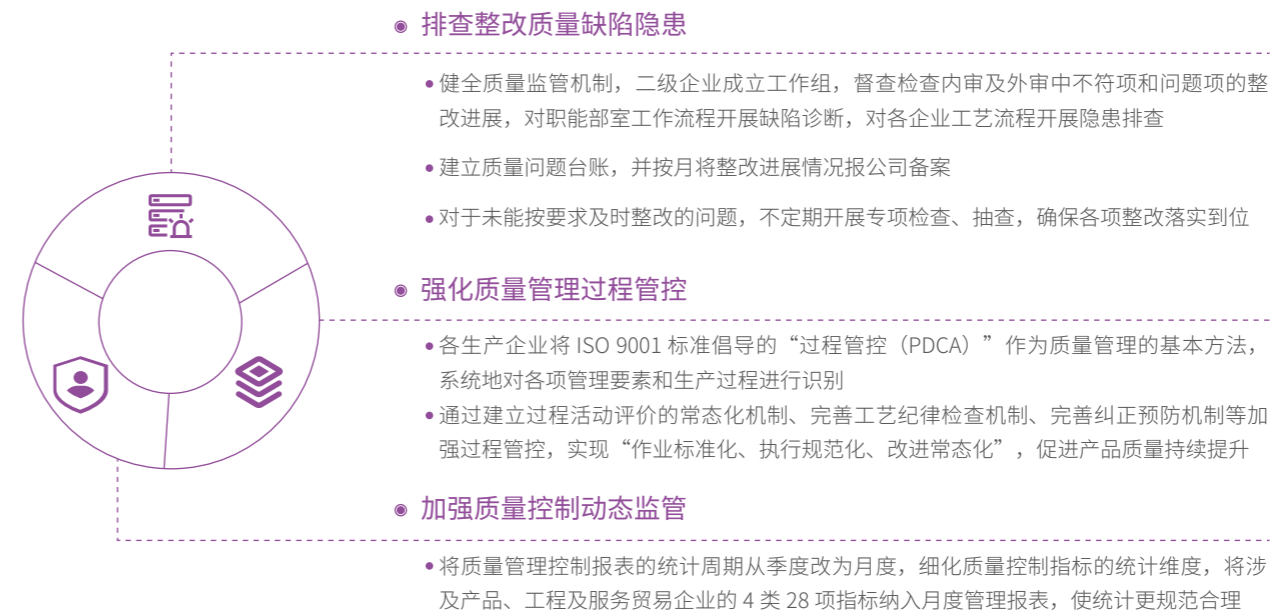 排查整改质量缺陷隐患
健全质量监管机制，二级企业成立工作组，督查检查内审及外审中不符项和问题项的整
改进展，对职能部室工作流程开展缺陷诊断，对各企业工艺流程开展隐患排查
建立质量问题台账，并按月将整改进展情况报公司备案
对于未能按要求及时整改的问题，不定期开展专项检查、抽查，确保各项整改落实到位
强化质量管理过程管控
各生产企业将 ISO 9001 标准倡导的“过程管控（PDCA）”作为质量管理的基本方法，
系统地对各项管理要素和生产过程进行识别
通过建立过程活动评价的常态化机制、完善工艺纪律检查机制、完善纠正预防机制等加
强过程管控，实现“作业标准化、执行规范化、改进常态化”，促进产品质量持续提升
加强质量控制动态监管
将质量管理控制报表的统计周期从季度改为月度，细化质量控制指标的统计维度，将涉
及产品、工程及服务贸易企业的 4 类 28 项指标纳入月度管理报表，使统计更规范合理